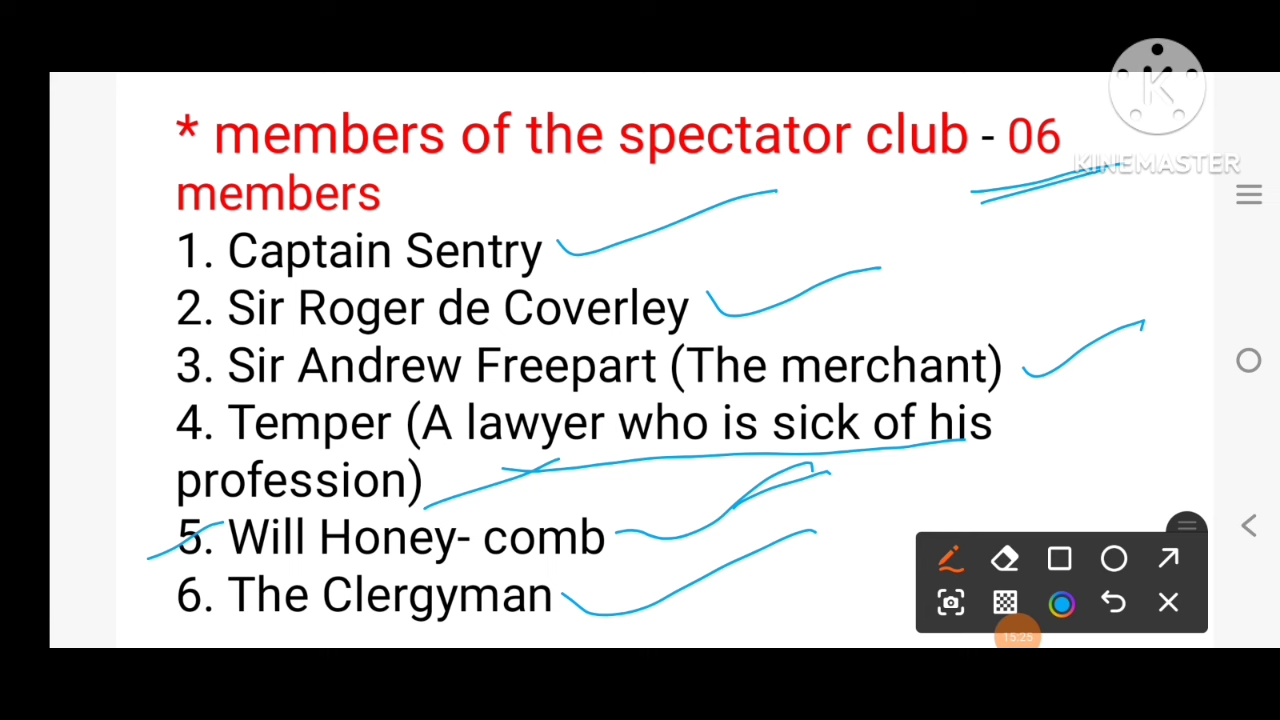 * members of the spectator club - 06
members
1. Captain Sentry
2. Sir Roger de Coverley
3. Sir Andrew Freepart (The merchant)
4. Temper (A lawyer who is sick of his
profession)
5. Will Honey- comb
6. The Clergyman
KINEMASTER
15:25